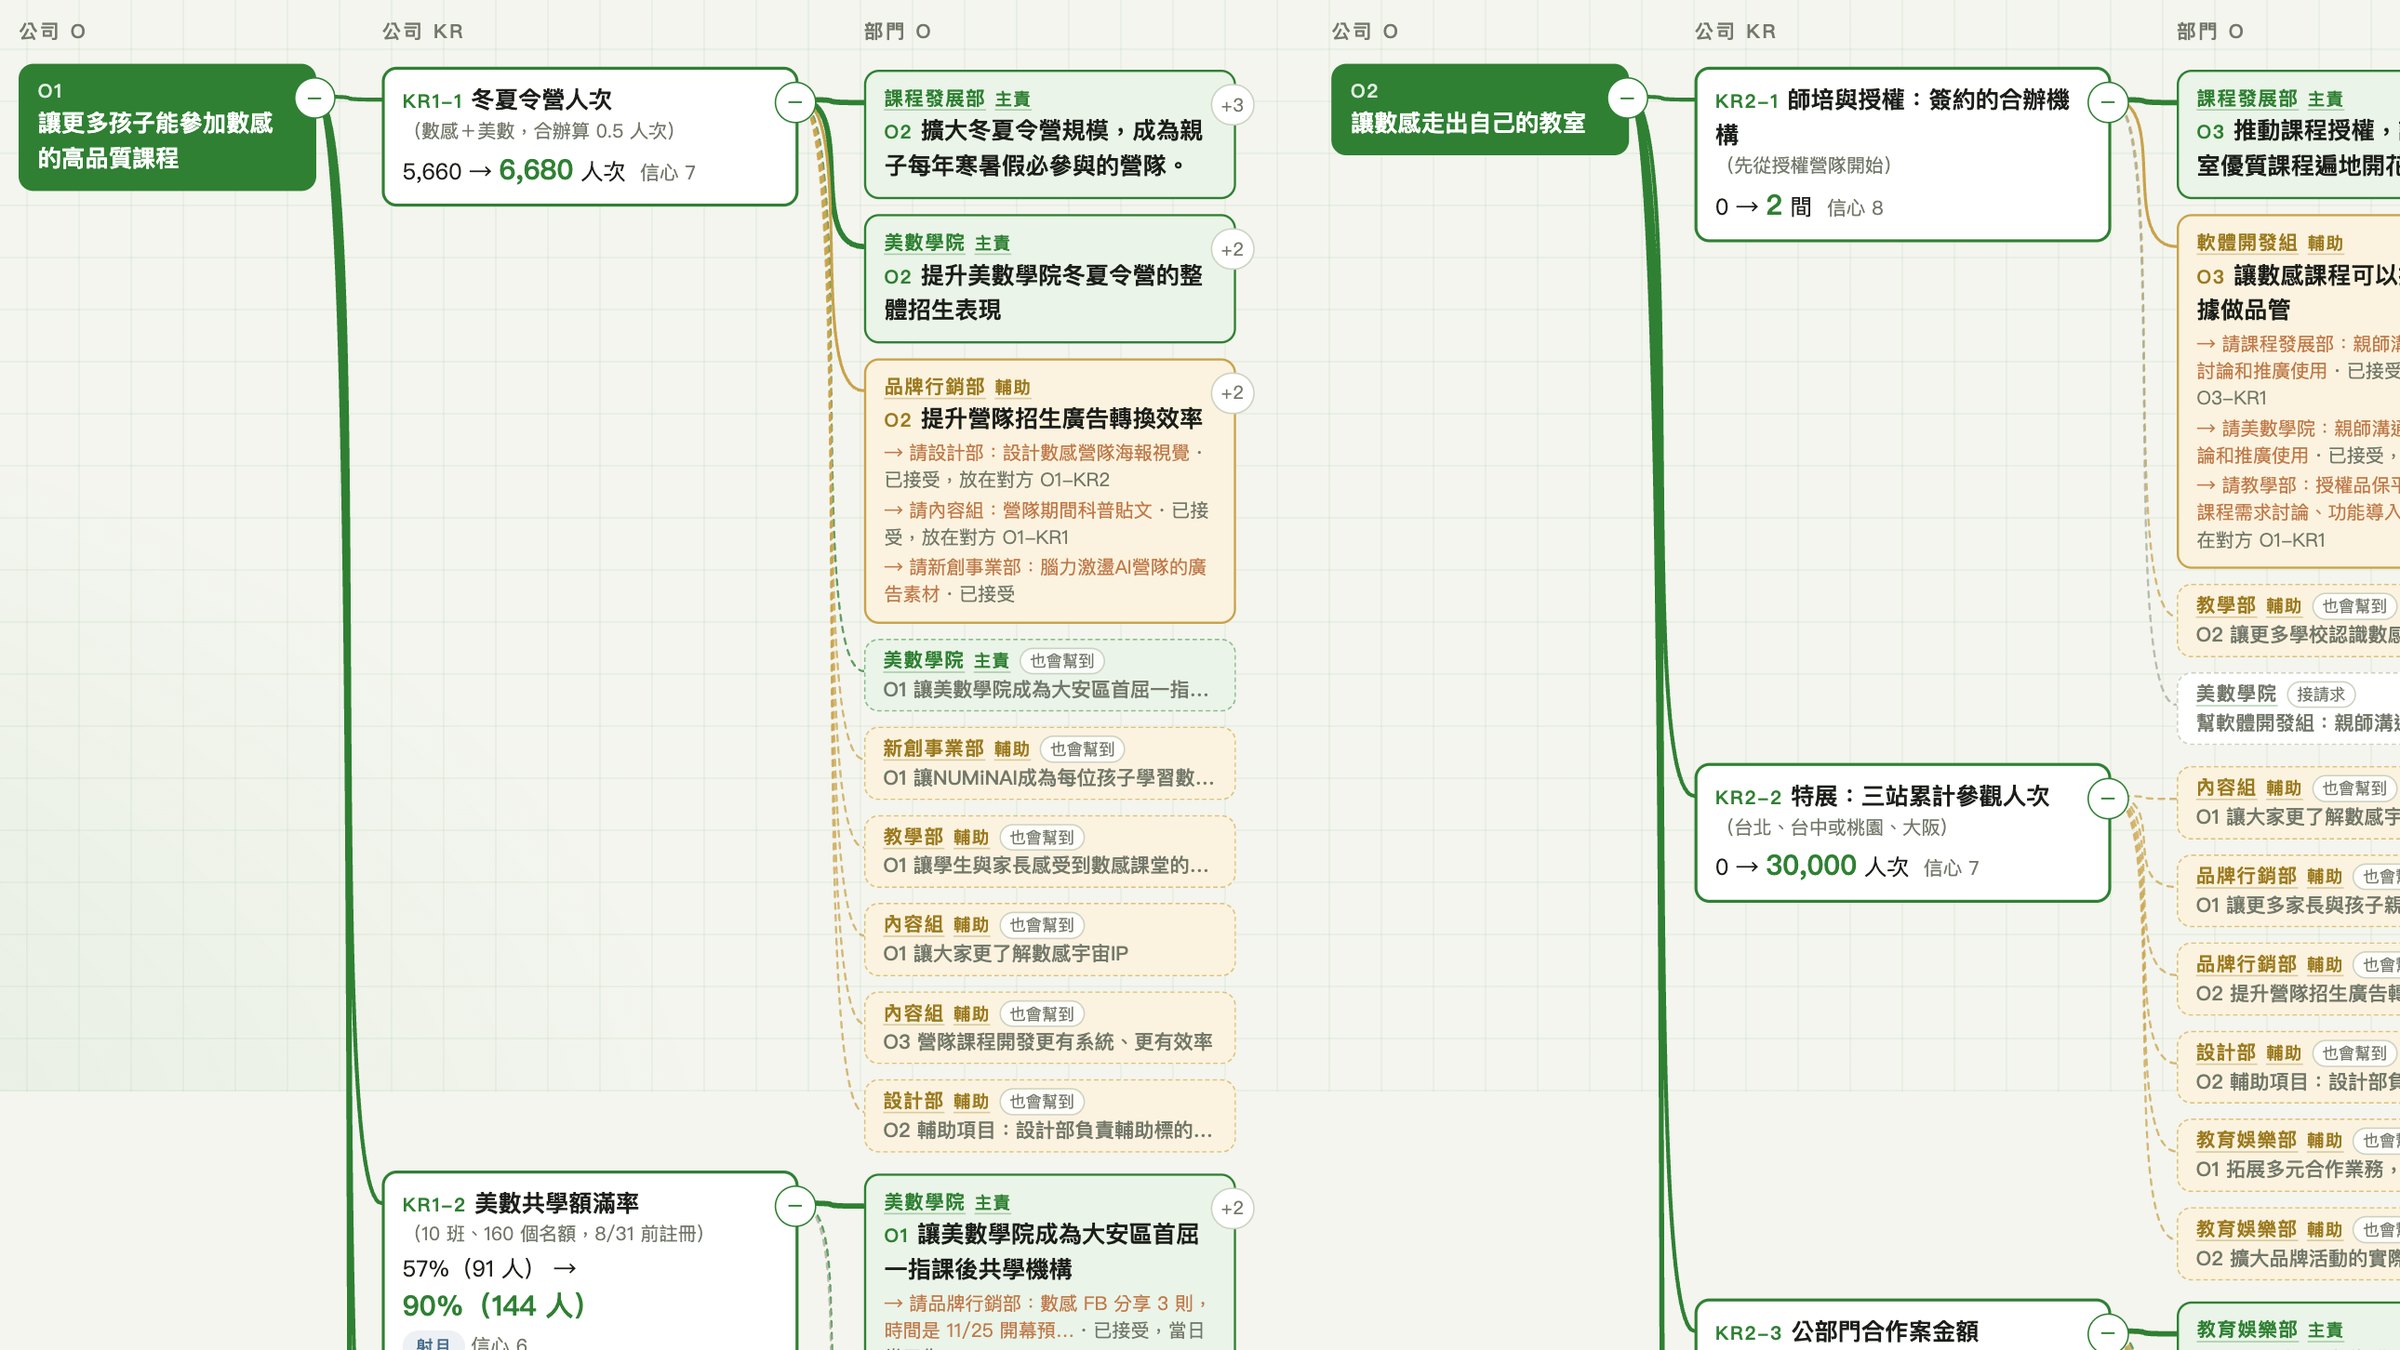 公司 O
公司 KR
部門 O
O1
讓更多孩子能參加數感
的高品質課程
KR1-1 冬夏令營人次
（數感＋美數，合辦算 0.5 人次）
5,660 → 6,680 人次 信心 7
課程發展部 主責
+3
O2 擴大冬夏令營規模，成為親
子每年寒暑假必參與的營隊。
美數學院 主責
+2
O2 提升美數學院冬夏令營的整
體招生表現
品牌行銷部 輔助
+2
O2 提升營隊招生廣告轉換效率
→ 請設計部：設計數感營隊海報視覺 ·
已接受，放在對方 O1-KR2
→ 請內容組：營隊期間科普貼文 · 已接
受，放在對方 O1-KR1
→ 請新創事業部：腦力激盪AI營隊的廣
告素材 · 已接受
美數學院 主責 也會幫到
O1 讓美數學院成為大安區首屈一指...
新創事業部 輔助 也會幫到
O1 讓NUMiNAI成為每位孩子學習數...
教學部 輔助 也會幫到
O1 讓學生與家長感受到數感課堂的...
內容組 輔助 也會幫到
O1 讓大家更了解數感宇宙IP
內容組 輔助 也會幫到
O3 營隊課程開發更有系統、更有效率
設計部 輔助 也會幫到
O2 輔助項目：設計部負責輔助標的...
KR1-2 美數共學額滿率
（10 班、160 個名額，8/31 前註冊）
57%（91 人） →
90%（144 人）
射月 信心 6
美數學院 主責
+2
O1 讓美數學院成為大安區首屈
一指課後共學機構
→ 請品牌行銷部：數感 FB 分享 3 則，
時間是 11/25 開幕預... · 已接受，當日
公司 O
公司 KR
部門 O
O2
讓數感走出自己的教室
KR2-1 師培與授權：簽約的合辦機
構
（先從授權營隊開始）
0 → 2 間 信心 8
課程發展部 主責
O3 推動課程授權，
室優質課程遍地開花
軟體開發組 輔助
O3 讓數感課程可以
據做品管
→ 請課程發展部：親師溝
討論和推廣使用 · 已接受
O3-KR1
→ 請美數學院：親師溝通
論和推廣使用 · 已接受，
→ 請教學部：授權品保平
課程需求討論、功能導入
在對方 O1-KR1
教學部 輔助 也會幫到
O2 讓更多學校認識數感
美數學院 接請求
幫軟體開發組：親師溝通
KR2-2 特展：三站累計參觀人次
（台北、台中或桃園、大阪）
0 → 30,000 人次 信心 7
內容組 輔助 也會幫到
O1 讓大家更了解數感宇
品牌行銷部 輔助 也會
O1 讓更多家長與孩子親
品牌行銷部 輔助 也會
O2 提升營隊招生廣告轉
設計部 輔助 也會幫到
O2 輔助項目：設計部負
教育娛樂部 輔助 也會
O1 拓展多元合作業務，
教育娛樂部 輔助 也會
O2 擴大品牌活動的實際
KR2-3 公部門合作案金額
教育娛樂部 主責